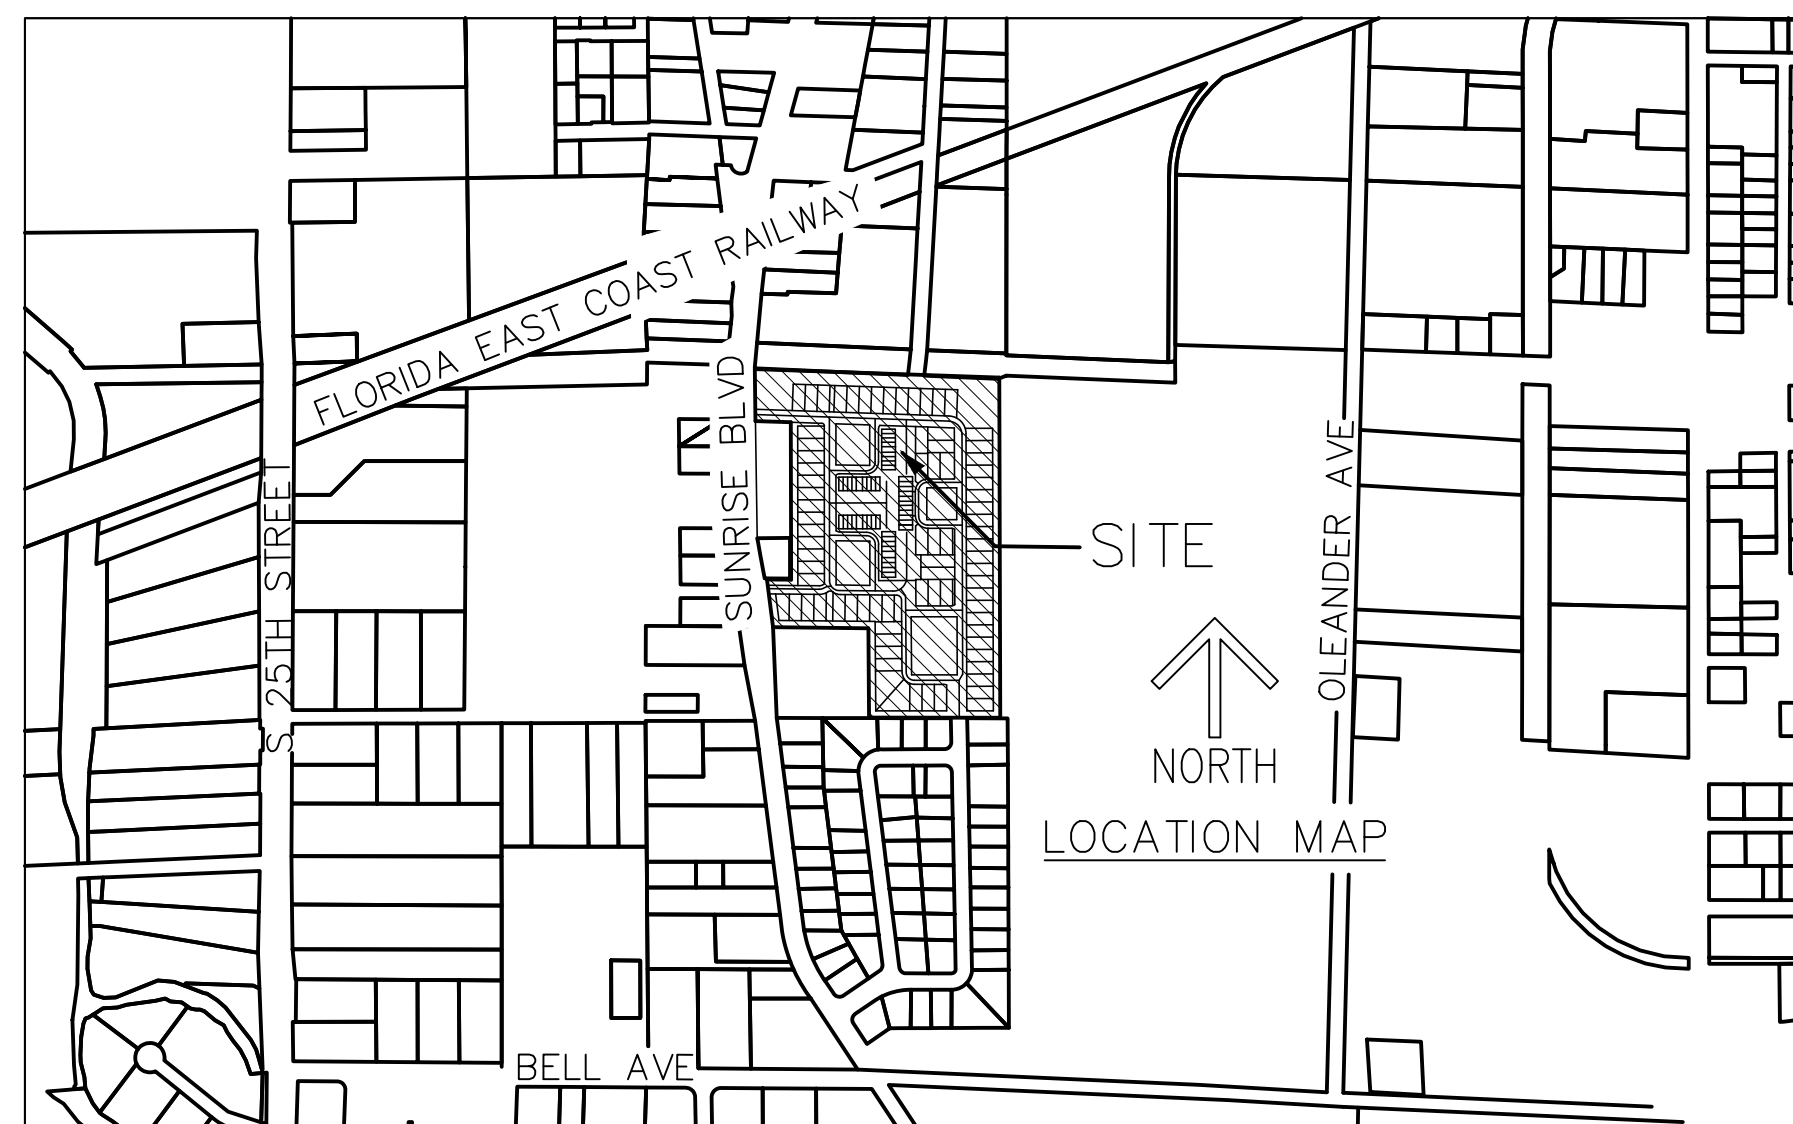 FLORIDA EAST COAST RAILWAY
SUNRISE BLVD
S 25TH STREET
OLEANDER AVE
SITE
NORTH
LOCATION MAP
BELL AVE